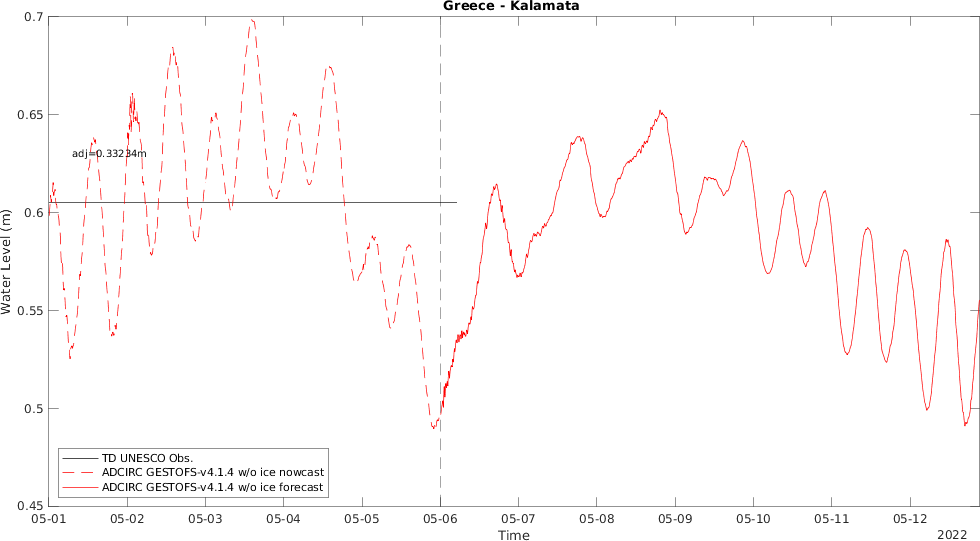 Greece - Kalamata
Water Level (m)
0.7
0.65
0.6
0.55
0.5
0.45
adj=0.33234m
TD UNESCO Obs.
ADCIRC GESTOFS-v4.1.4 w/o ice nowcast
ADCIRC GESTOFS-v4.1.4 w/o ice forecast
05-01 05-02 05-03 05-04 05-05 05-06 05-07 05-08 05-09 05-10 05-11 05-12
Time
2022